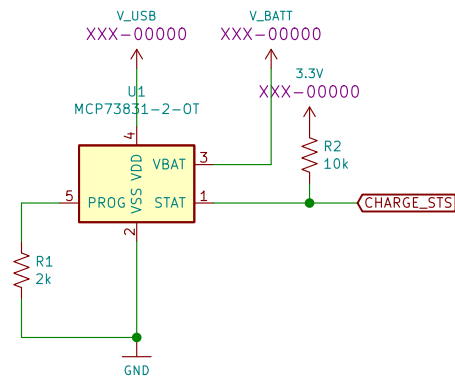 V_USB
XXX-00000
V_BATT
XXX-00000
3.3V
XXX-00000
U1
MCP73831-2-OT
4
VDD
VBAT
3
R2
10k
5
PROG
VSS
STAT
1
CHARGE_STS
2
R1
2k
GND